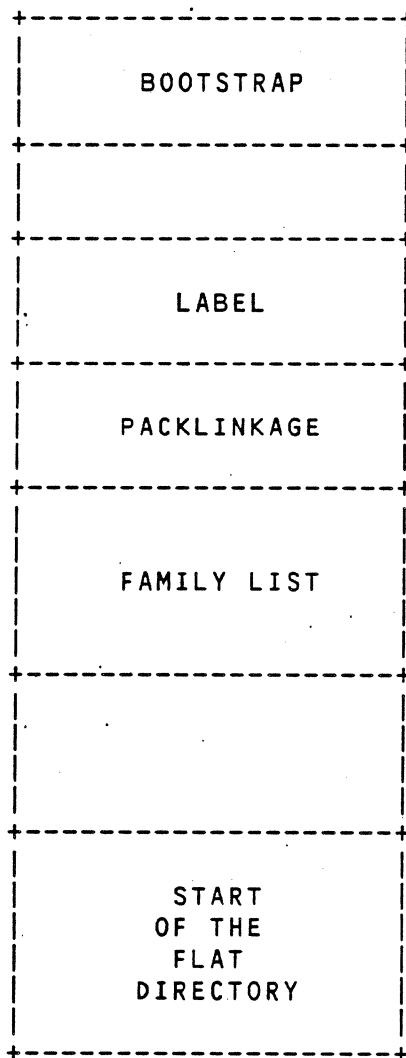 BOOTSTRAP
LABEL
PACKLINKAGE
FAMILY LIST
START
OF THE
FLAT
DIRECTORY